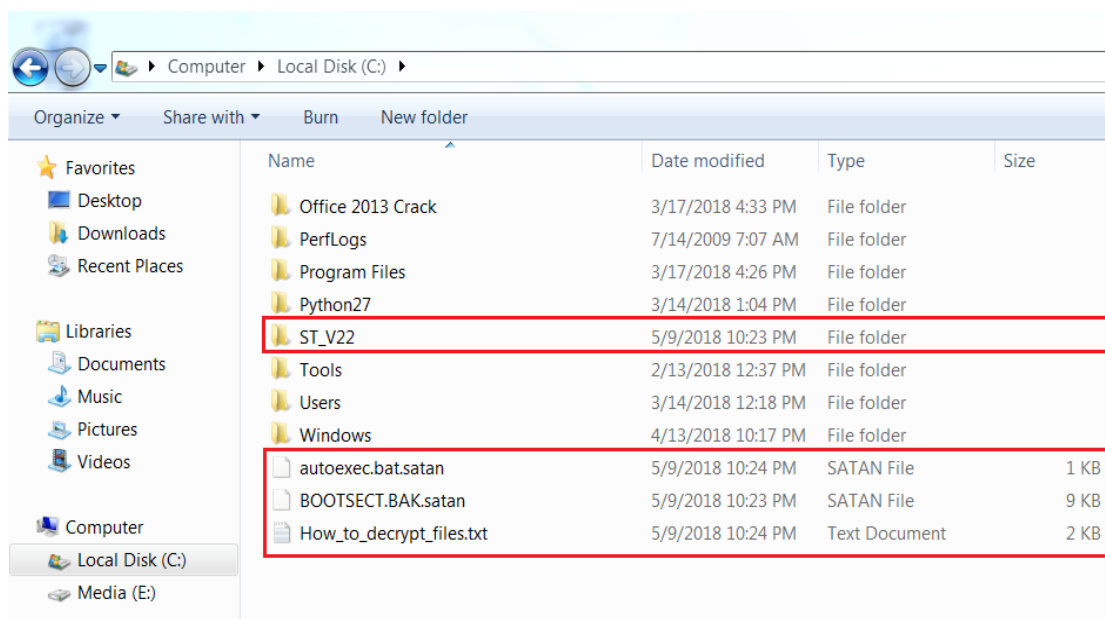 Computer Local Disk (C:)
Organize Share with Burn New folder
Favorites
Desktop
Downloads
Recent Places
Libraries
Documents
Music
Pictures
Videos
Computer
Local Disk (C:)
Media (E:)
Name Date modified Type Size
Office 2013 Crack 3/17/2018 4:33 PM File folder
PerfLogs 7/14/2009 7:07 AM File folder
Program Files 3/17/2018 4:26 PM File folder
Python27 3/14/2018 1:04 PM File folder
ST_V22 5/9/2018 10:23 PM File folder
Tools 2/13/2018 12:37 PM File folder
Users 3/14/2018 12:18 PM File folder
Windows 4/13/2018 10:17 PM File folder
autoexec.bat.satan 5/9/2018 10:24 PM SATAN File 1 KB
BOOTSECT.BAK.satan 5/9/2018 10:23 PM SATAN File 9 KB
How_to_decrypt_files.txt 5/9/2018 10:24 PM Text Document 2 KB